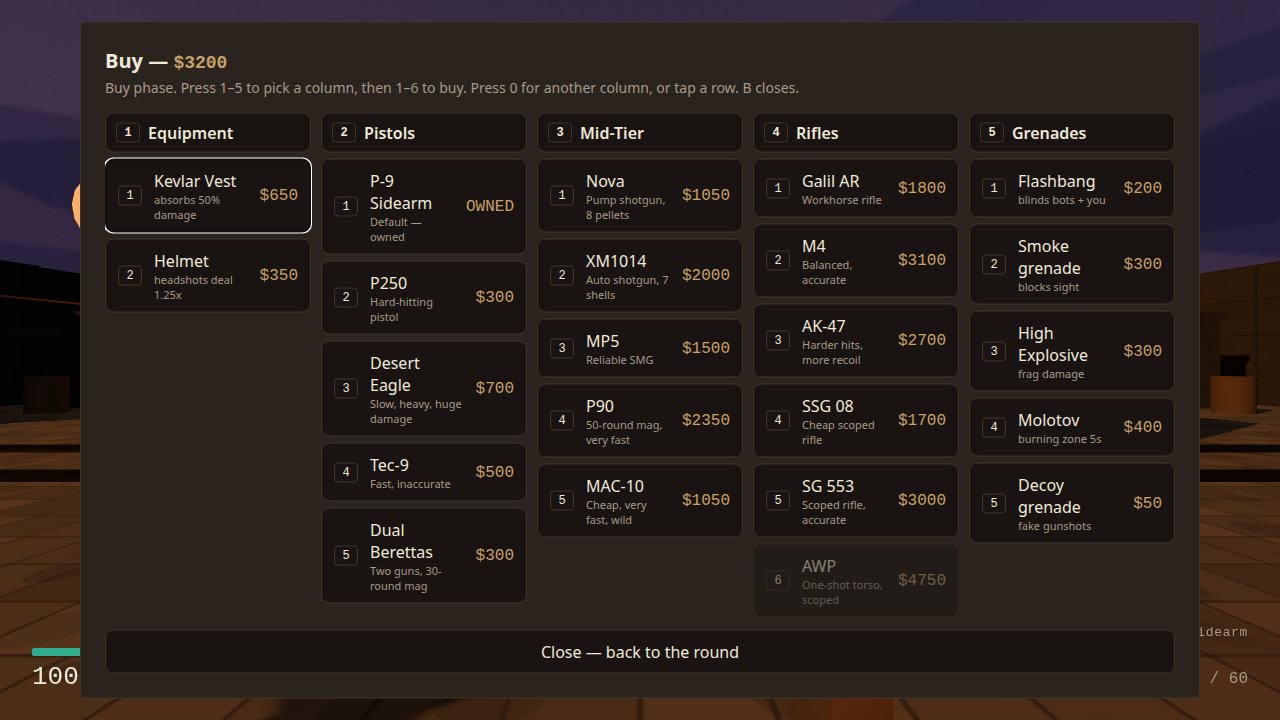 Buy — $3200
Buy phase. Press 1–5 to pick a column, then 1–6 to buy. Press 0 for another column, or tap a row. B closes.
1 Equipment
1 Kevlar Vest $650
absorbs 50%
damage
2 Helmet $350
headshots deal
1.25x
2 Pistols
1 P-9
Sidearm OWNED
Default —
owned
2 P250 $300
Hard-hitting
pistol
3 Desert
Eagle $700
Slow, heavy, huge
damage
4 Tec-9 $500
Fast, inaccurate
5 Dual
Berettas $300
Two guns, 30-
round mag
3 Mid-Tier
1 Nova $1050
Pump shotgun,
8 pellets
2 XM1014 $2000
Auto shotgun, 7
shells
3 MP5 $1500
Reliable SMG
4 P90 $2350
50-round mag,
very fast
5 MAC-10 $1050
Cheap, very
fast, wild
4 Rifles
1 Galil AR $1800
Workhorse rifle
2 M4 $3100
Balanced,
accurate
3 AK-47 $2700
Harder hits,
more recoil
4 SSG 08 $1700
Cheap scoped
rifle
5 SG 553 $3000
Scoped rifle,
accurate
6 AWP $4750
One-shot torso,
scoped
5 Grenades
1 Flashbang $200
blinds bots + you
2 Smoke
grenade $300
blocks sight
3 High
Explosive $300
frag damage
4 Molotov $400
burning zone 5s
5 Decoy
grenade $50
fake gunshots
Close — back to the round
idearm
100
/ 60